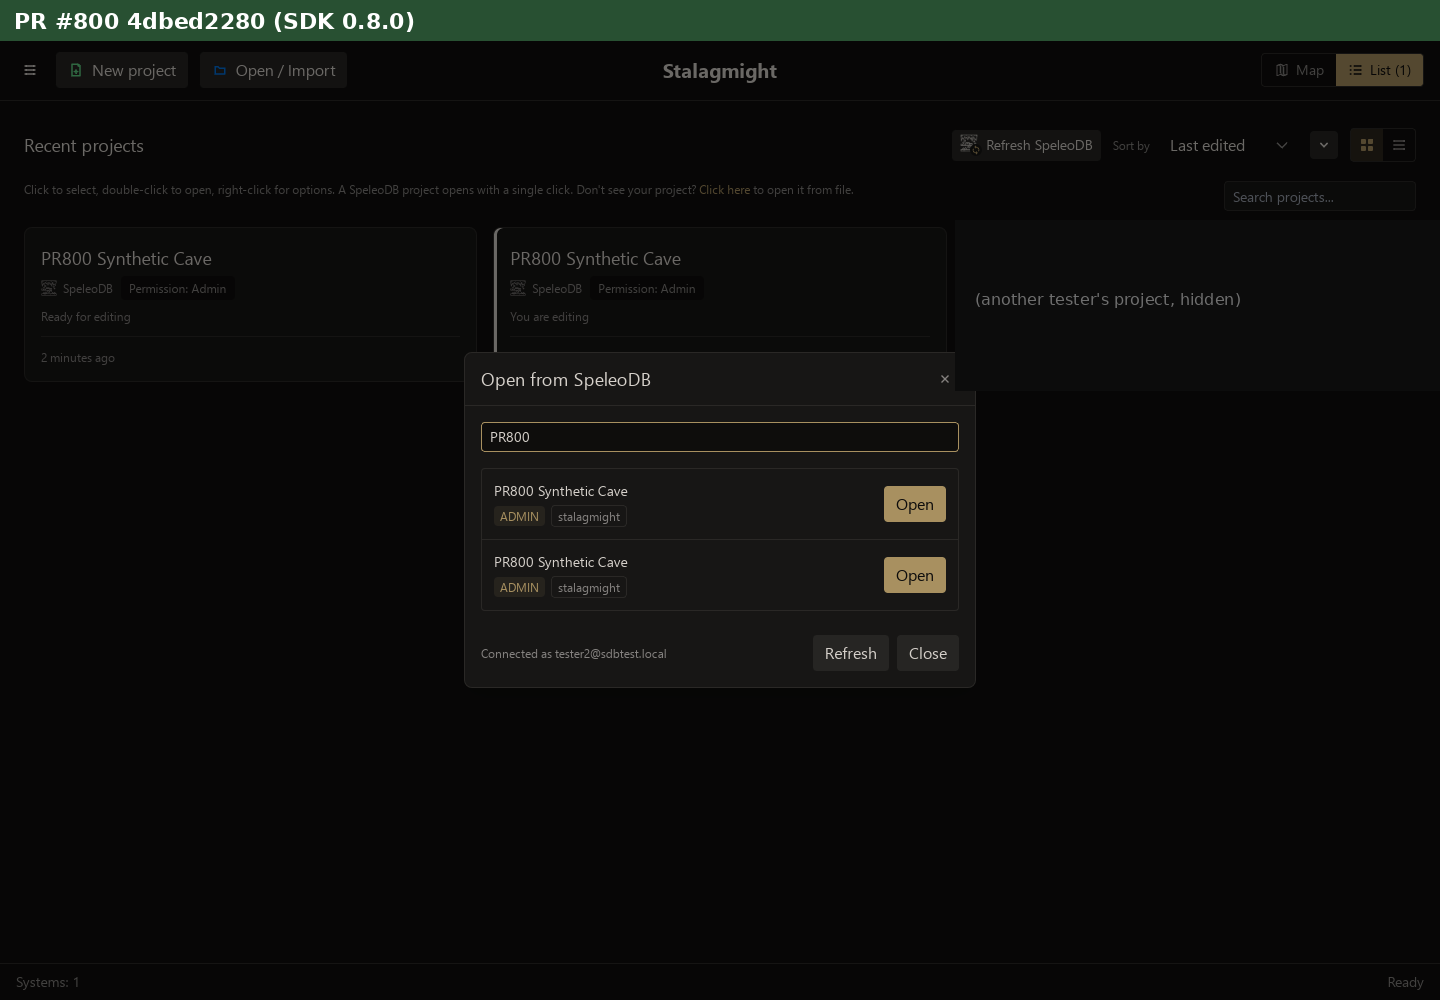 PR #800 4dbed2280 (SDK 0.8.0)
New project
Open / Import
Stalagmight
Map
List (1)
Recent projects
Refresh SpeleoDB
Sort by
Last edited
Click to select, double-click to open, right-click for options. A SpeleoDB project opens with a single click. Don't see your project? Click here to open it from file.
Search projects...
PR800 Synthetic Cave
SpeleoDB
Permission: Admin
Ready for editing
2 minutes ago
PR800 Synthetic Cave
SpeleoDB
Permission: Admin
You are editing
(another tester's project, hidden)
Open from SpeleoDB
×
PR800
PR800 Synthetic Cave
ADMIN
stalagmight
Open
PR800 Synthetic Cave
ADMIN
stalagmight
Open
Connected as tester2@sdbtest.local
Refresh
Close
Systems: 1
Ready